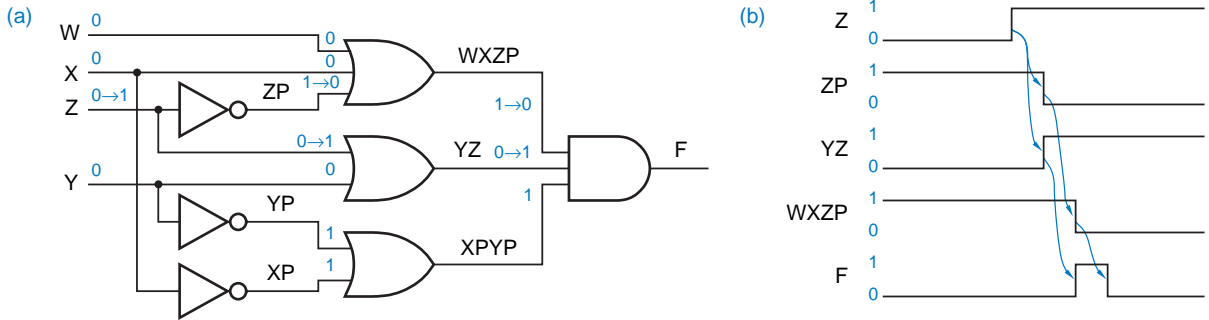 (a)
W 0 0 WXZP
X 0 0
Z 0→1 ZP 1→0 1→0
0→1 YZ 0→1 F
Y 0 0 1
YP 1
XP 1 XPYP
(b)
Z 1
0
ZP 1
0
YZ 1
0
WXZP 1
0
F 1
0